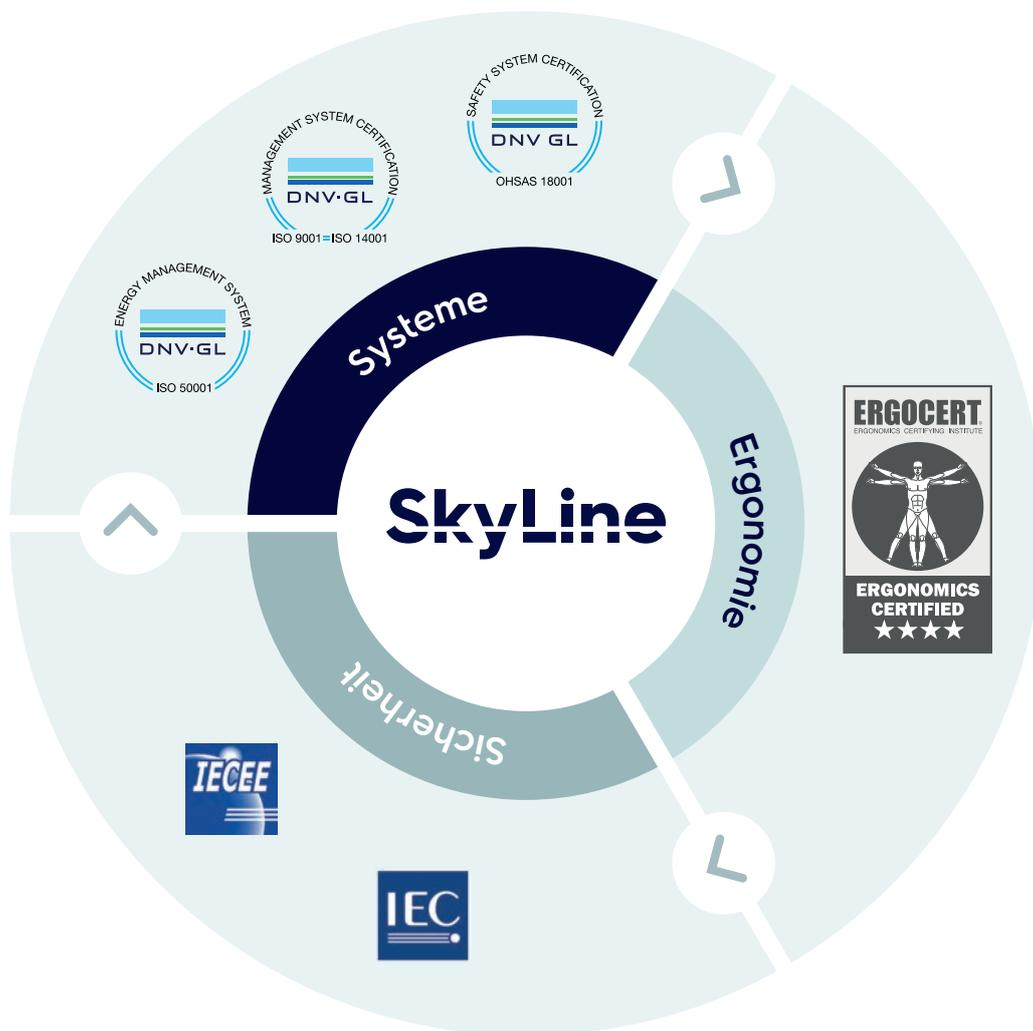 SAFETY SYSTEM CERTIFICATION
DNV GL
OHSAS 18001
MANAGEMENT SYSTEM CERTIFICATION
DNV·GL
ISO 9001=ISO 14001
ENERGY MANAGEMENT SYSTEM
DNV·GL
ISO 50001
Systeme
Ergonomie
SkyLine
Sicherheit
ERGOCERT®
ERGONOMICS CERTIFYING INSTITUTE
ERGONOMICS
CERTIFIED
IECEE
IEC